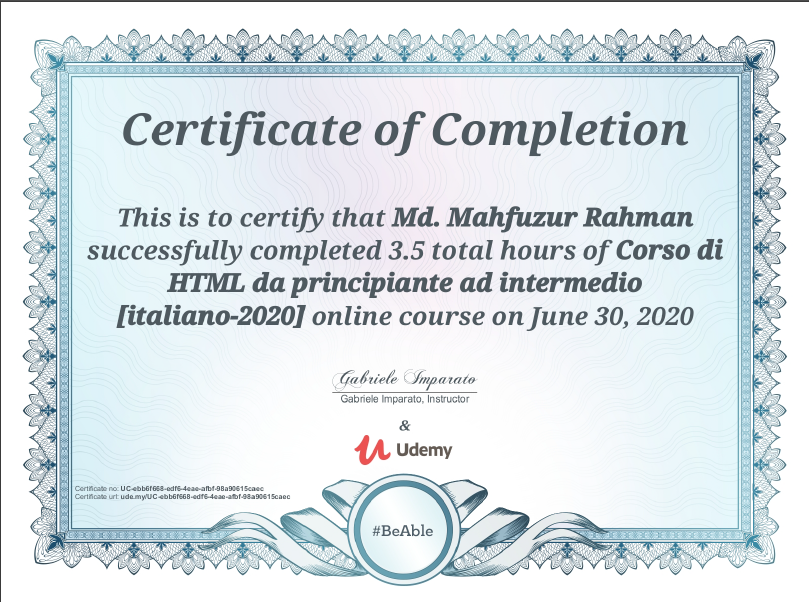 Certificate of Completion
This is to certify that Md. Mahfuzur Rahman
successfully completed 3.5 total hours of Corso di
HTML da principiante ad intermedio
[italiano-2020] online course on June 30, 2020
Gabriele Imparato
Gabriele Imparato, Instructor
&
Udemy
Certificate no: UC-ebb6f668-edf6-4eae-afbf-98a90615caec
Certificate url: ude.my/UC-ebb6f668-edf6-4eae-afbf-98a90615caec
#BeAble